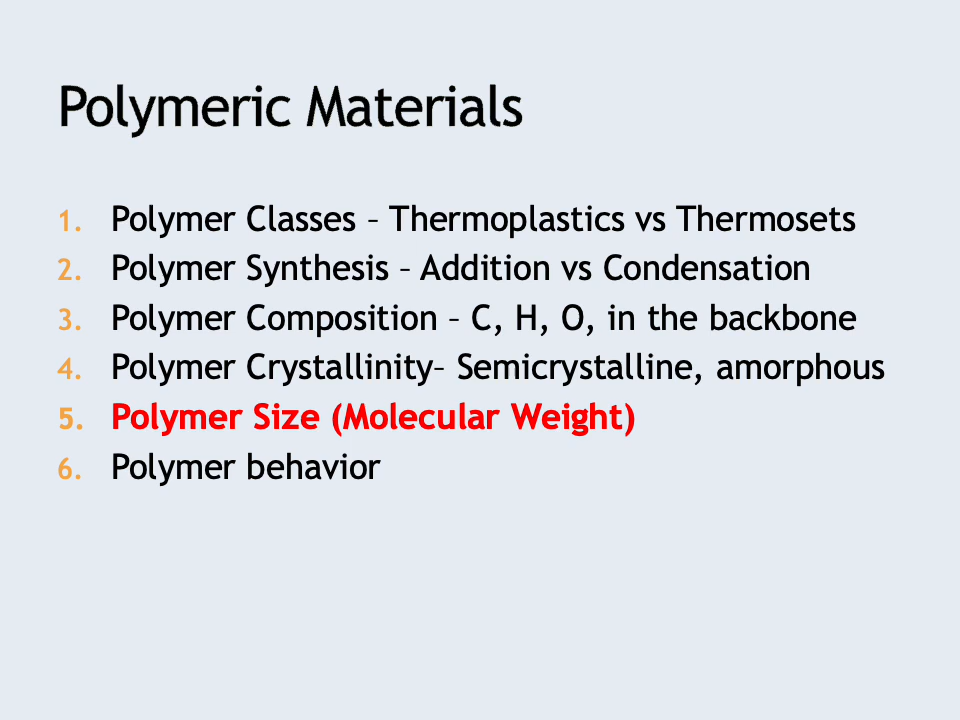 Polymeric Materials
1. Polymer Classes – Thermoplastics vs Thermosets
2. Polymer Synthesis – Addition vs Condensation
3. Polymer Composition – C, H, O, in the backbone
4. Polymer Crystallinity– Semicrystalline, amorphous
5. Polymer Size (Molecular Weight)
6. Polymer behavior